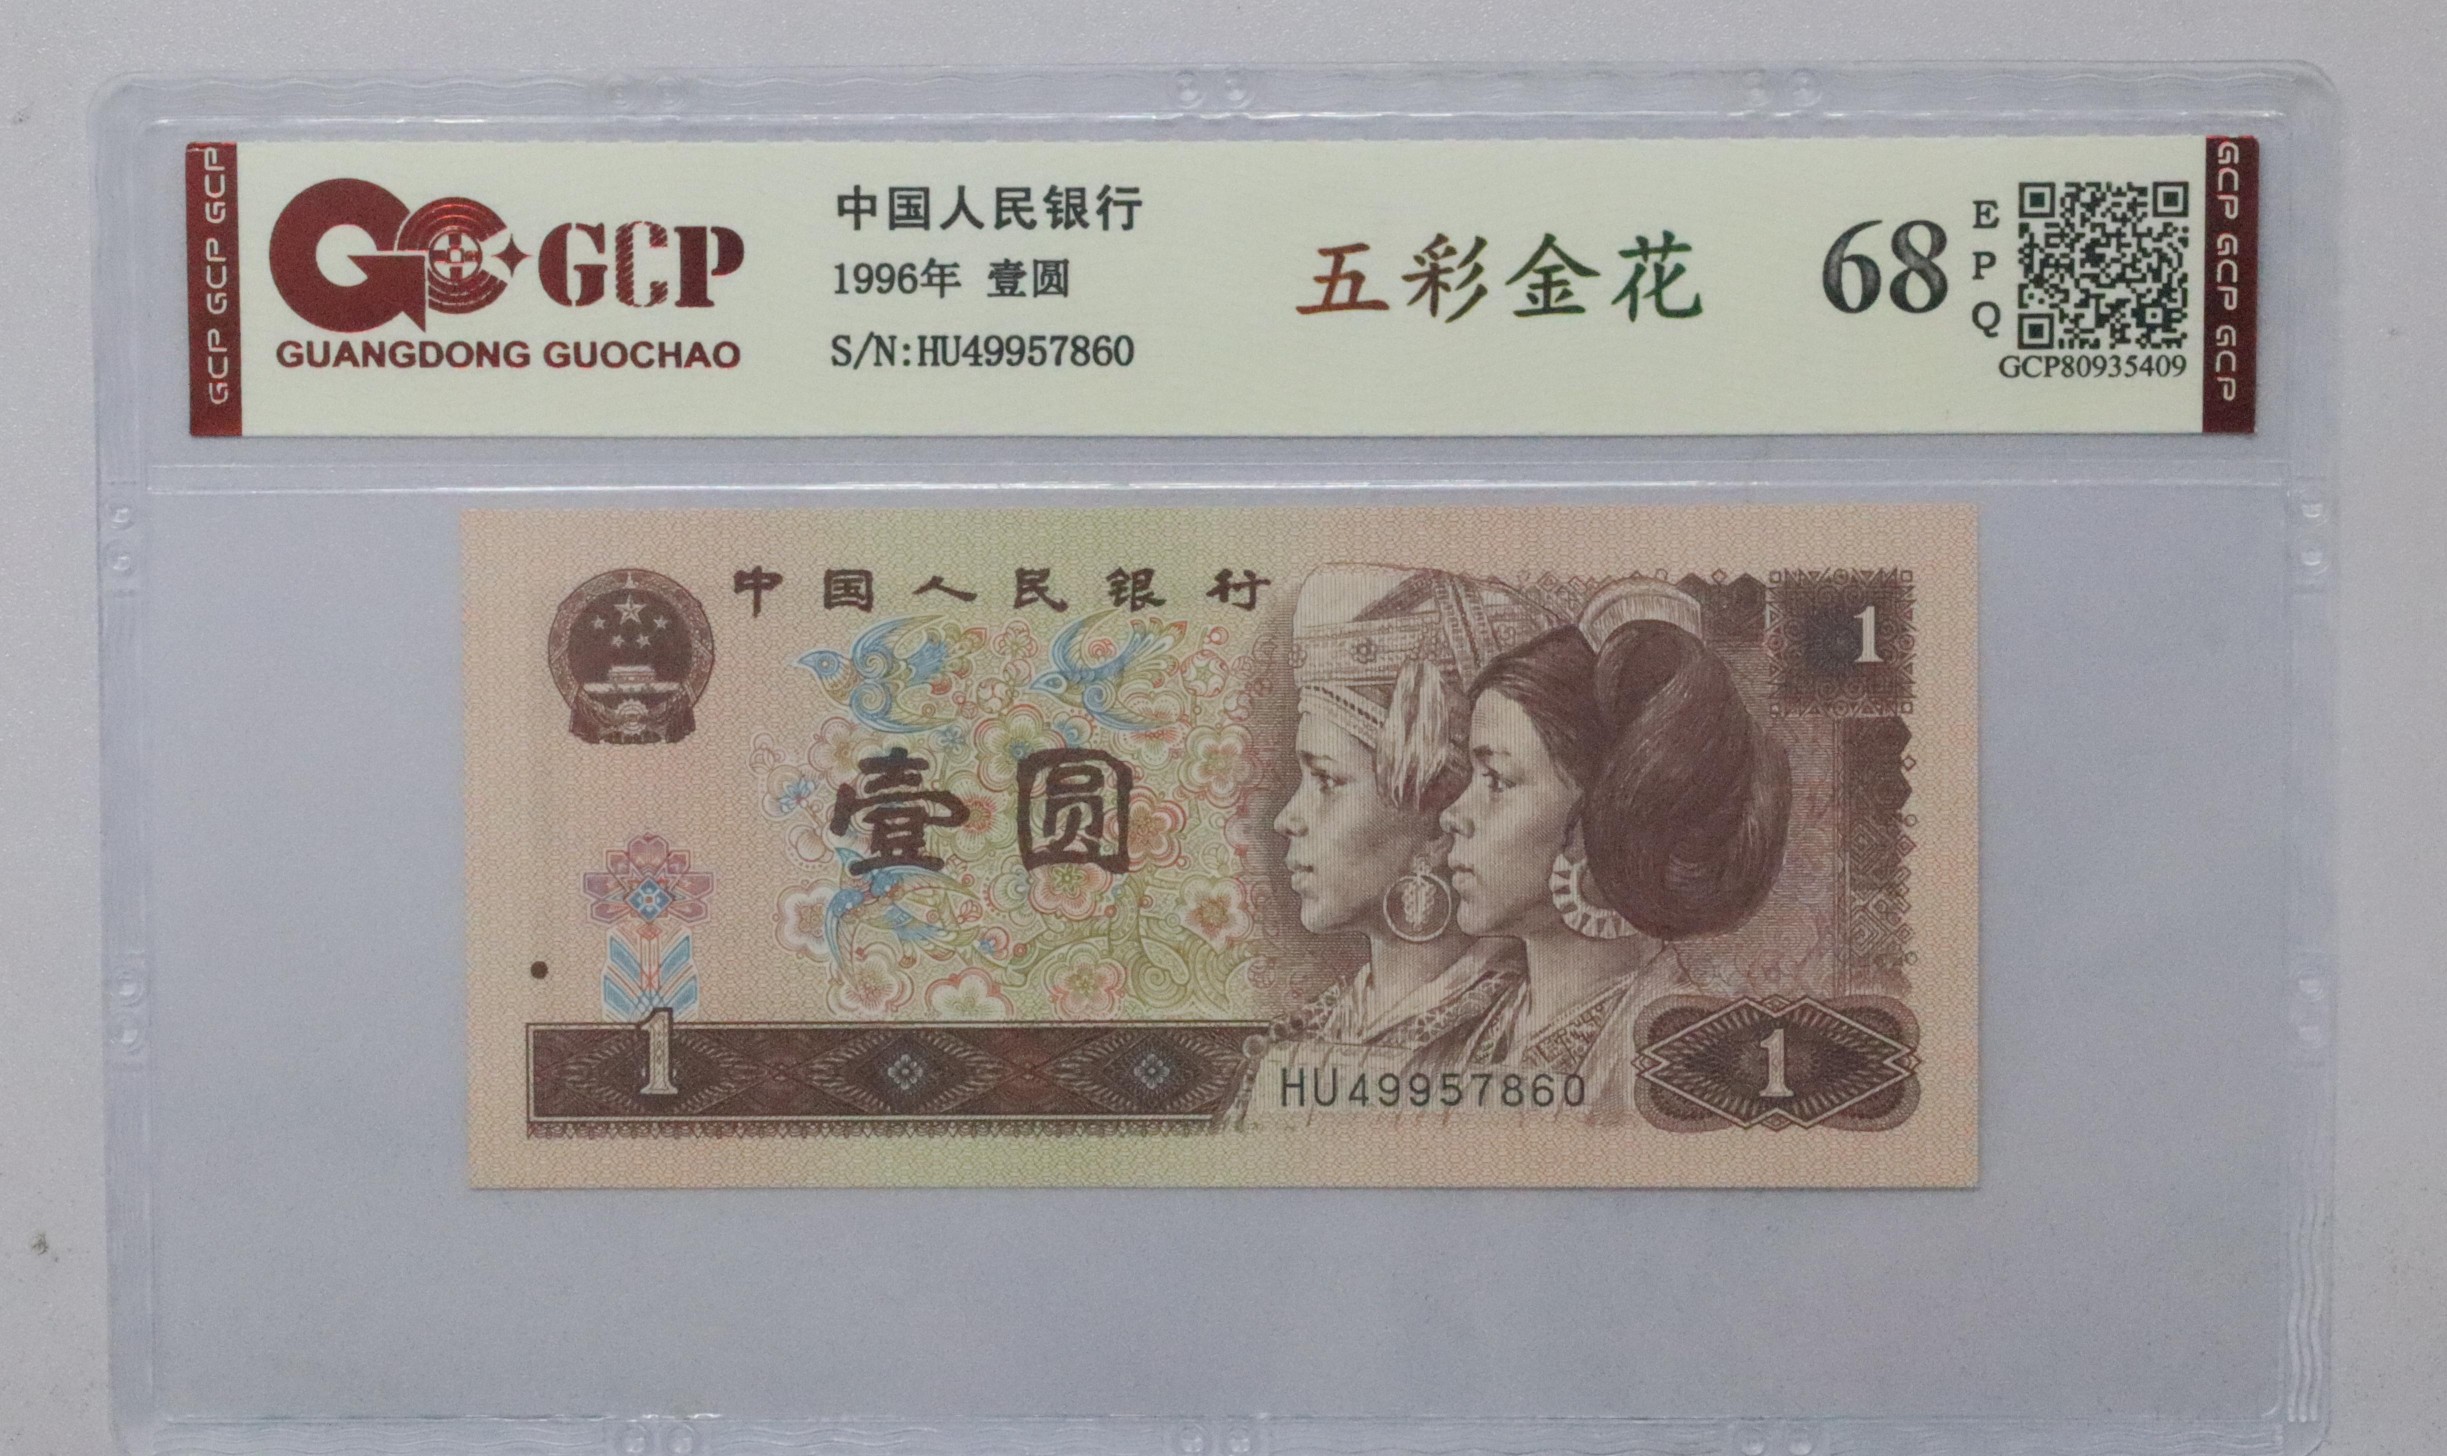 GCP GCP GCP
GCP
GUANGDONG GUOCHAO
中国人民银行
1996年 壹圆
S/N:HU49957860
五彩金花
68
EPQ
GCP80935409
GCP GCP GCP
中国人民银行
1
壹圆
1
HU49957860
1